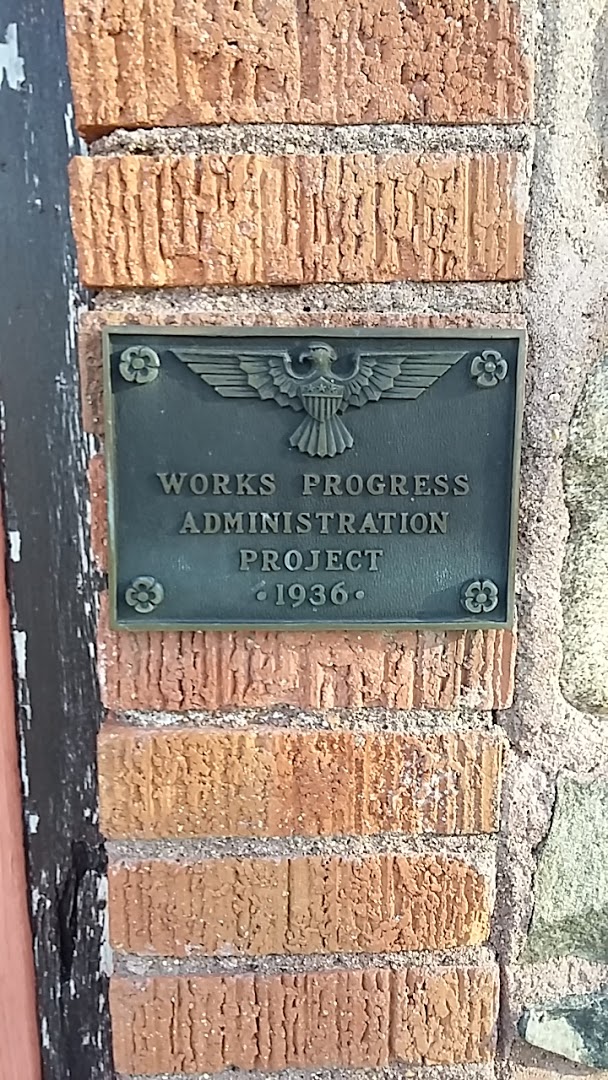 WORKS PROGRESS
ADMINISTRATION
PROJECT
·1936·